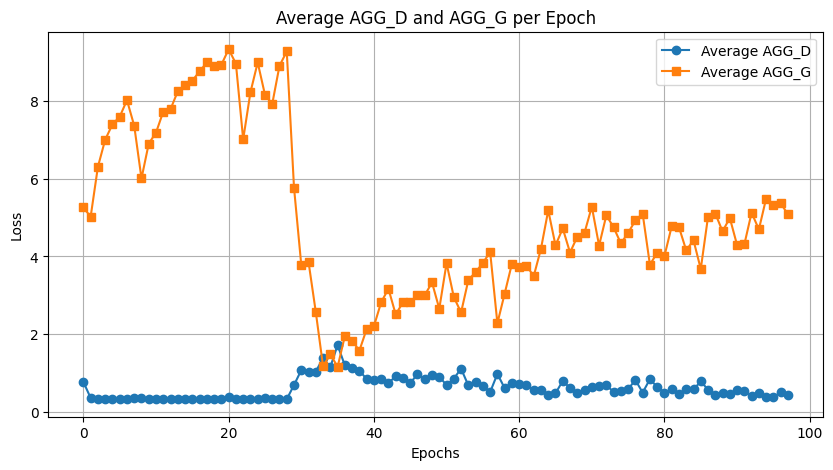 Average AGG_D and AGG_G per Epoch
Average AGG_D
Average AGG_G
Loss
8
6
4
2
0
0 20 40 60 80 100
Epochs